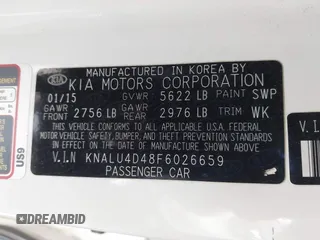 MANUFACTURED IN KOREA BY
KIA KIA MOTORS CORPORATION
01/15 GVWR 5622 LB PAINT SWP
GAWR FRONT 2756 LB GAWR REAR 2976 LB TRIM WK
THIS VEHICLE CONFORMS TO ALL APPLICABLE U.S. FEDERAL
MOTOR VEHICLE SAFETY, BUMPER, AND THEFT PREVENTION STANDARDS
IN EFFECT ON THE DATE OF MANUFACTURE SHOWN ABOVE.
V.I.N KNALU4D48F6026659
PASSENGER CAR
US9
V.I.
AUTOBIDMASTER